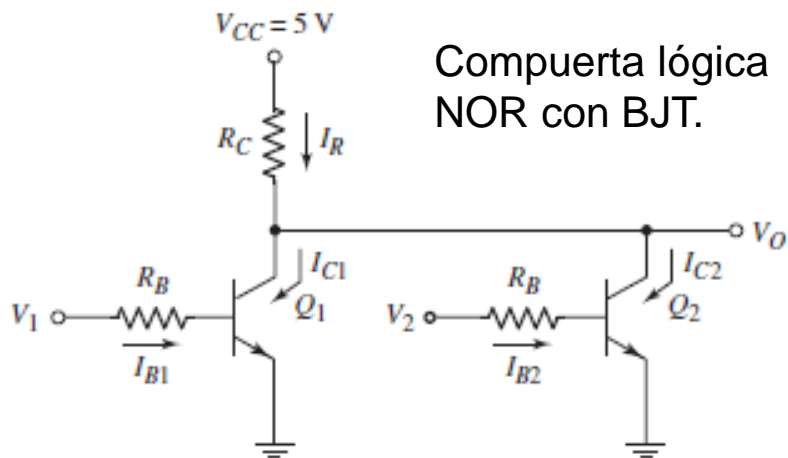 V_CC = 5 V
Compuerta lógica
NOR con BJT.
R_C
I_R
V_O
I_C1
I_C2
R_B
R_B
V_1
Q_1
V_2
Q_2
I_B1
I_B2